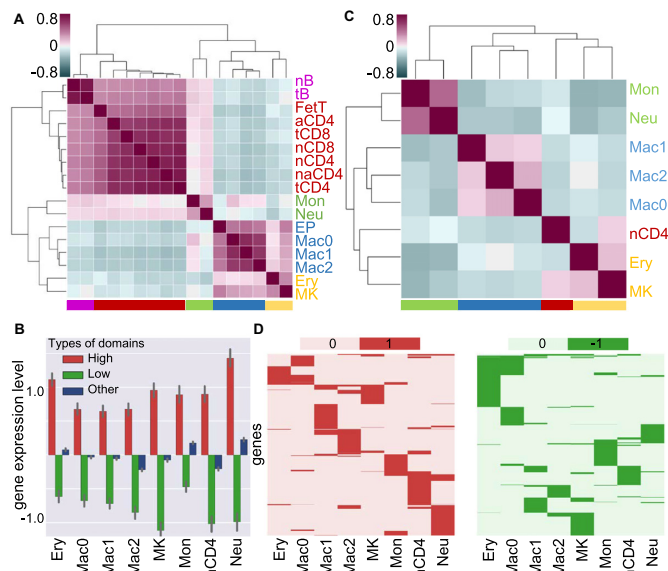 A
0.8
0
-0.8
nB
tB
FetT
aCD4
tCD8
nCD8
nCD4
naCD4
tCD4
Mon
Neu
EP
Mac0
Mac1
Mac2
Ery
MK
C
0.8
0
-0.8
Mon
Neu
Mac1
Mac2
Mac0
nCD4
Ery
MK
B
Types of domains
High
Low
Other
gene expression level
1.0
-1.0
Ery
Mac0
Mac1
Mac2
MK
Mon
nCD4
Neu
D
0 1
0 -1
genes
Ery
Mac0
Mac1
Mac2
MK
Mon
nCD4
Neu
Ery
Mac0
Mac1
Mac2
MK
Mon
nCD4
Neu